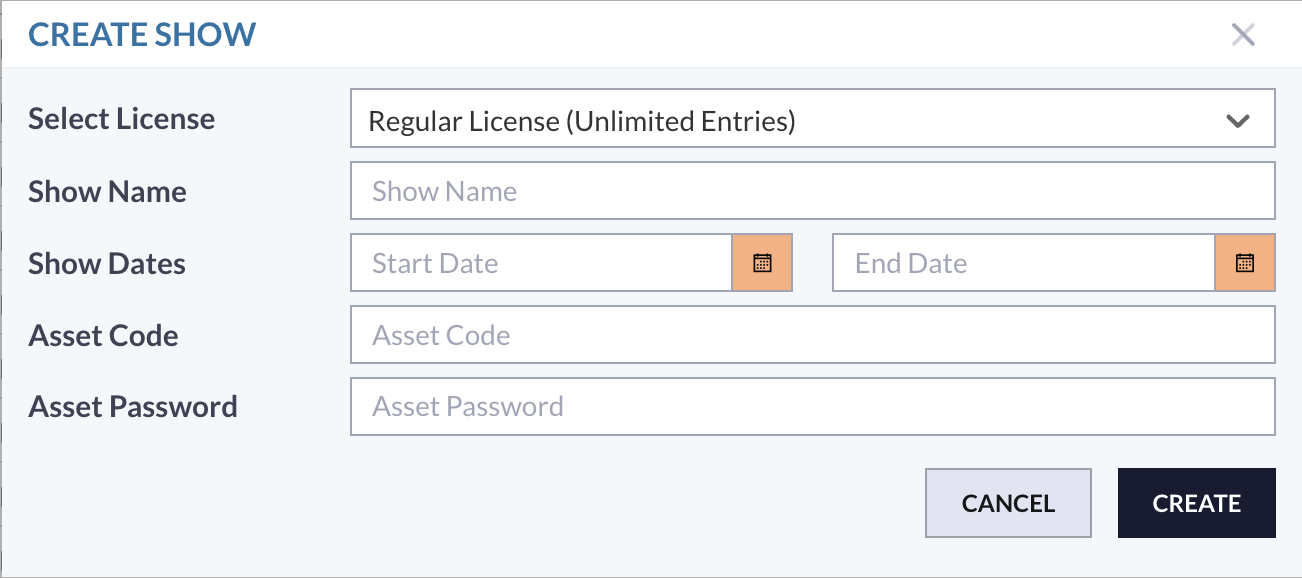 CREATE SHOW
Select License
Regular License (Unlimited Entries)
Show Name
Show Name
Show Dates
Start Date
End Date
Asset Code
Asset Code
Asset Password
Asset Password
CANCEL
CREATE